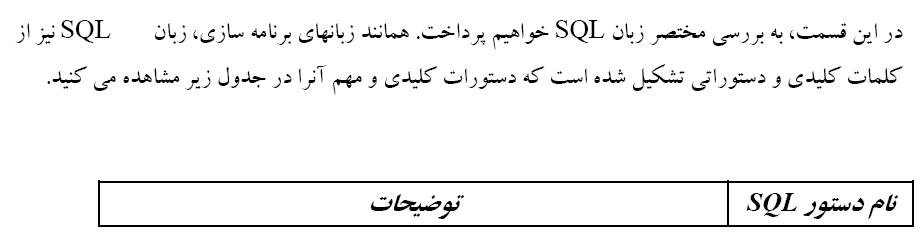 در این قسمت، به بررسی مختصر زبان SQL خواهیم پرداخت. همانند زبانهای برنامه سازی، زبان SQL نیز از
کلمات کلیدی و دستوراتی تشکیل شده است که دستورات کلیدی و مهم آنرا در جدول زیر مشاهده می کنید.
نام دستور SQL توضیحات